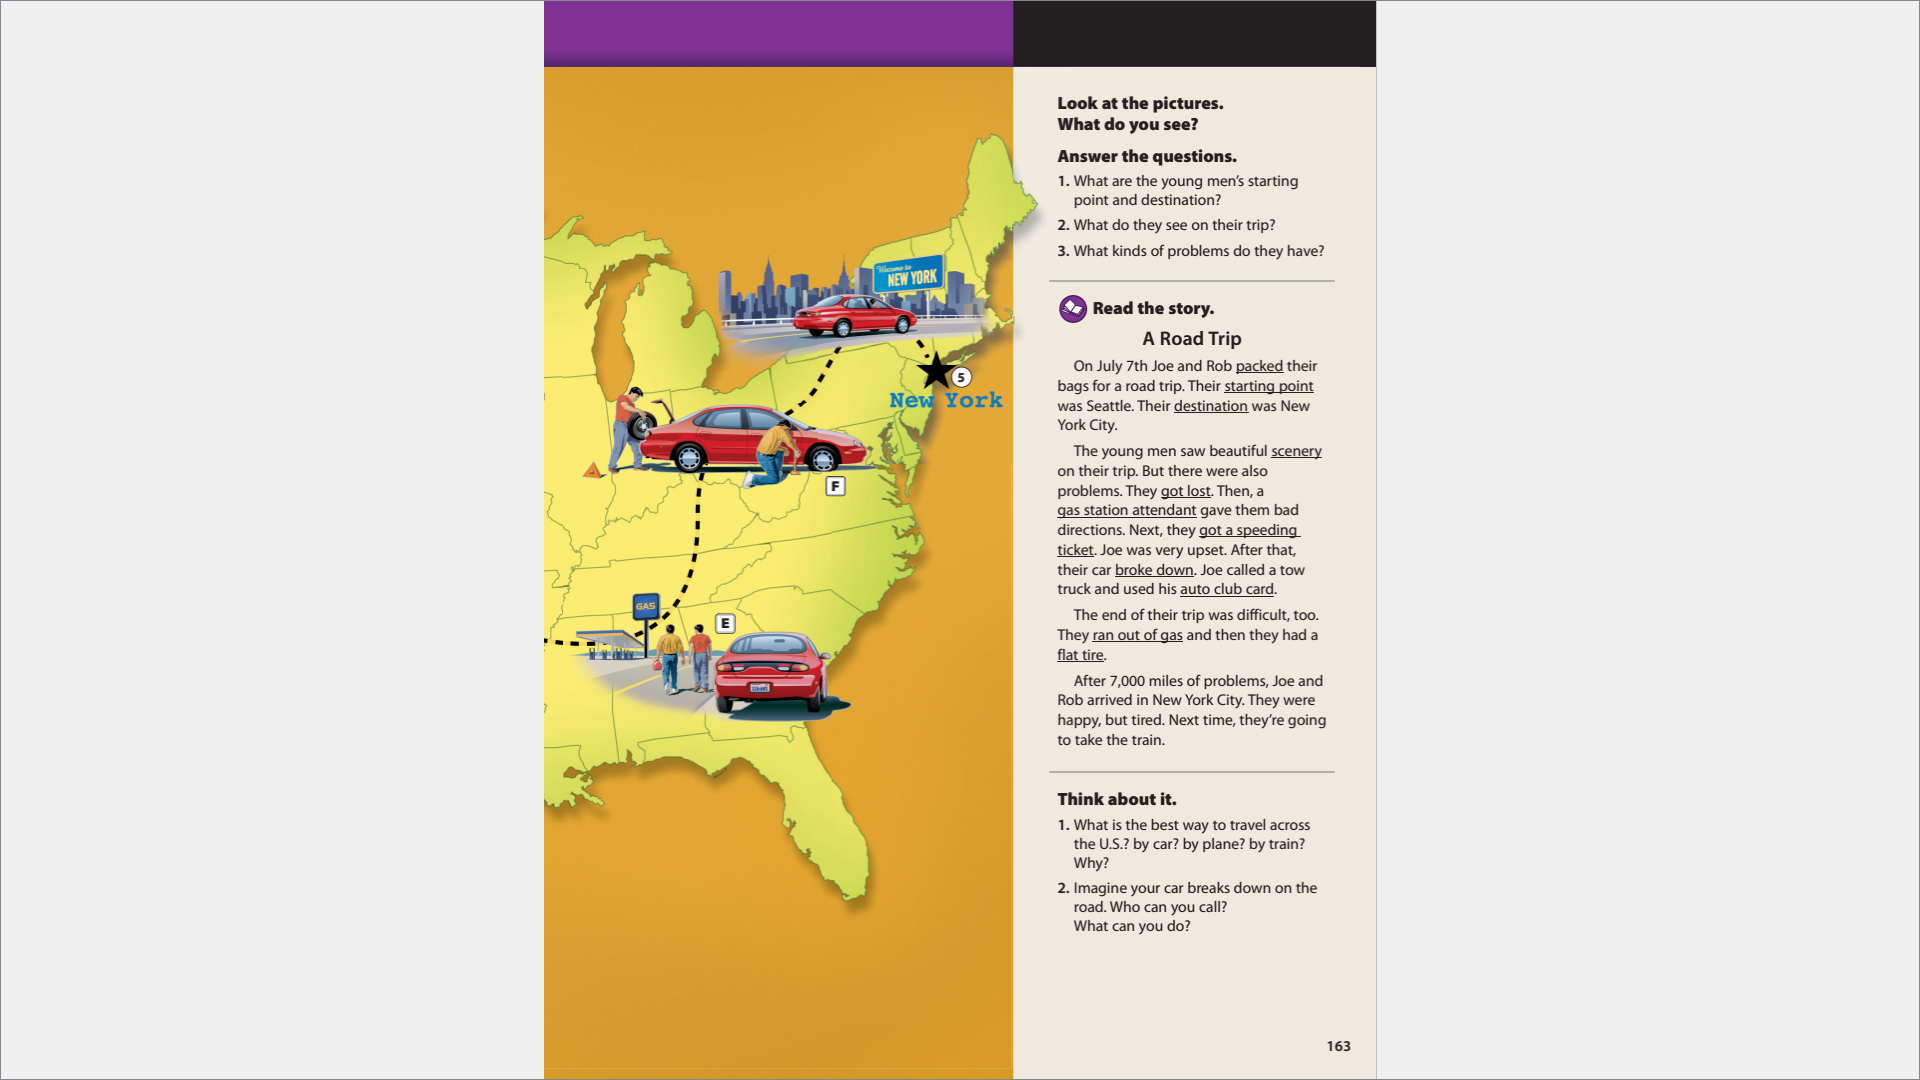 Welcome to
NEW YORK
5
New York
F
GAS
E
Look at the pictures.
What do you see?
Answer the questions.
1. What are the young men's starting
point and destination?
2. What do they see on their trip?
3. What kinds of problems do they have?
Read the story.
A Road Trip
On July 7th Joe and Rob packed their
bags for a road trip. Their starting point
was Seattle. Their destination was New
York City.
The young men saw beautiful scenery
on their trip. But there were also
problems. They got lost. Then, a
gas station attendant gave them bad
directions. Next, they got a speeding
ticket. Joe was very upset. After that,
their car broke down. Joe called a tow
truck and used his auto club card.
The end of their trip was difficult, too.
They ran out of gas and then they had a
flat tire.
After 7,000 miles of problems, Joe and
Rob arrived in New York City. They were
happy, but tired. Next time, they're going
to take the train.
Think about it.
1. What is the best way to travel across
the U.S.? by car? by plane? by train?
Why?
2. Imagine your car breaks down on the
road. Who can you call?
What can you do?
163